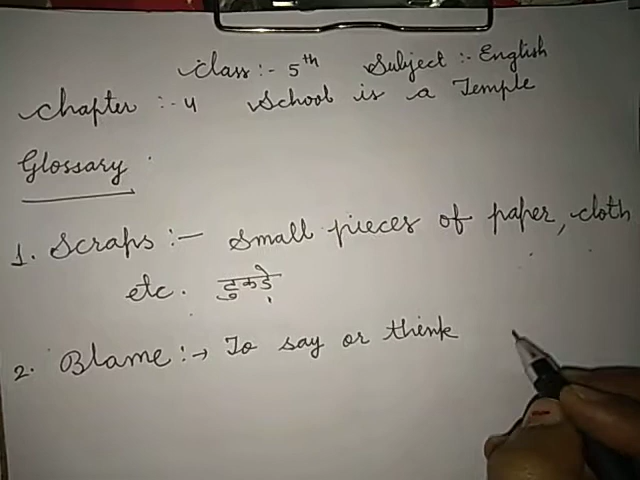 Class :- 5th Subject :- English
Chapter :- 4 School is a Temple
Glossary
1. Scraps :- Small pieces of paper, cloth
etc. टुकड़े
2. Blame :→ To say or think